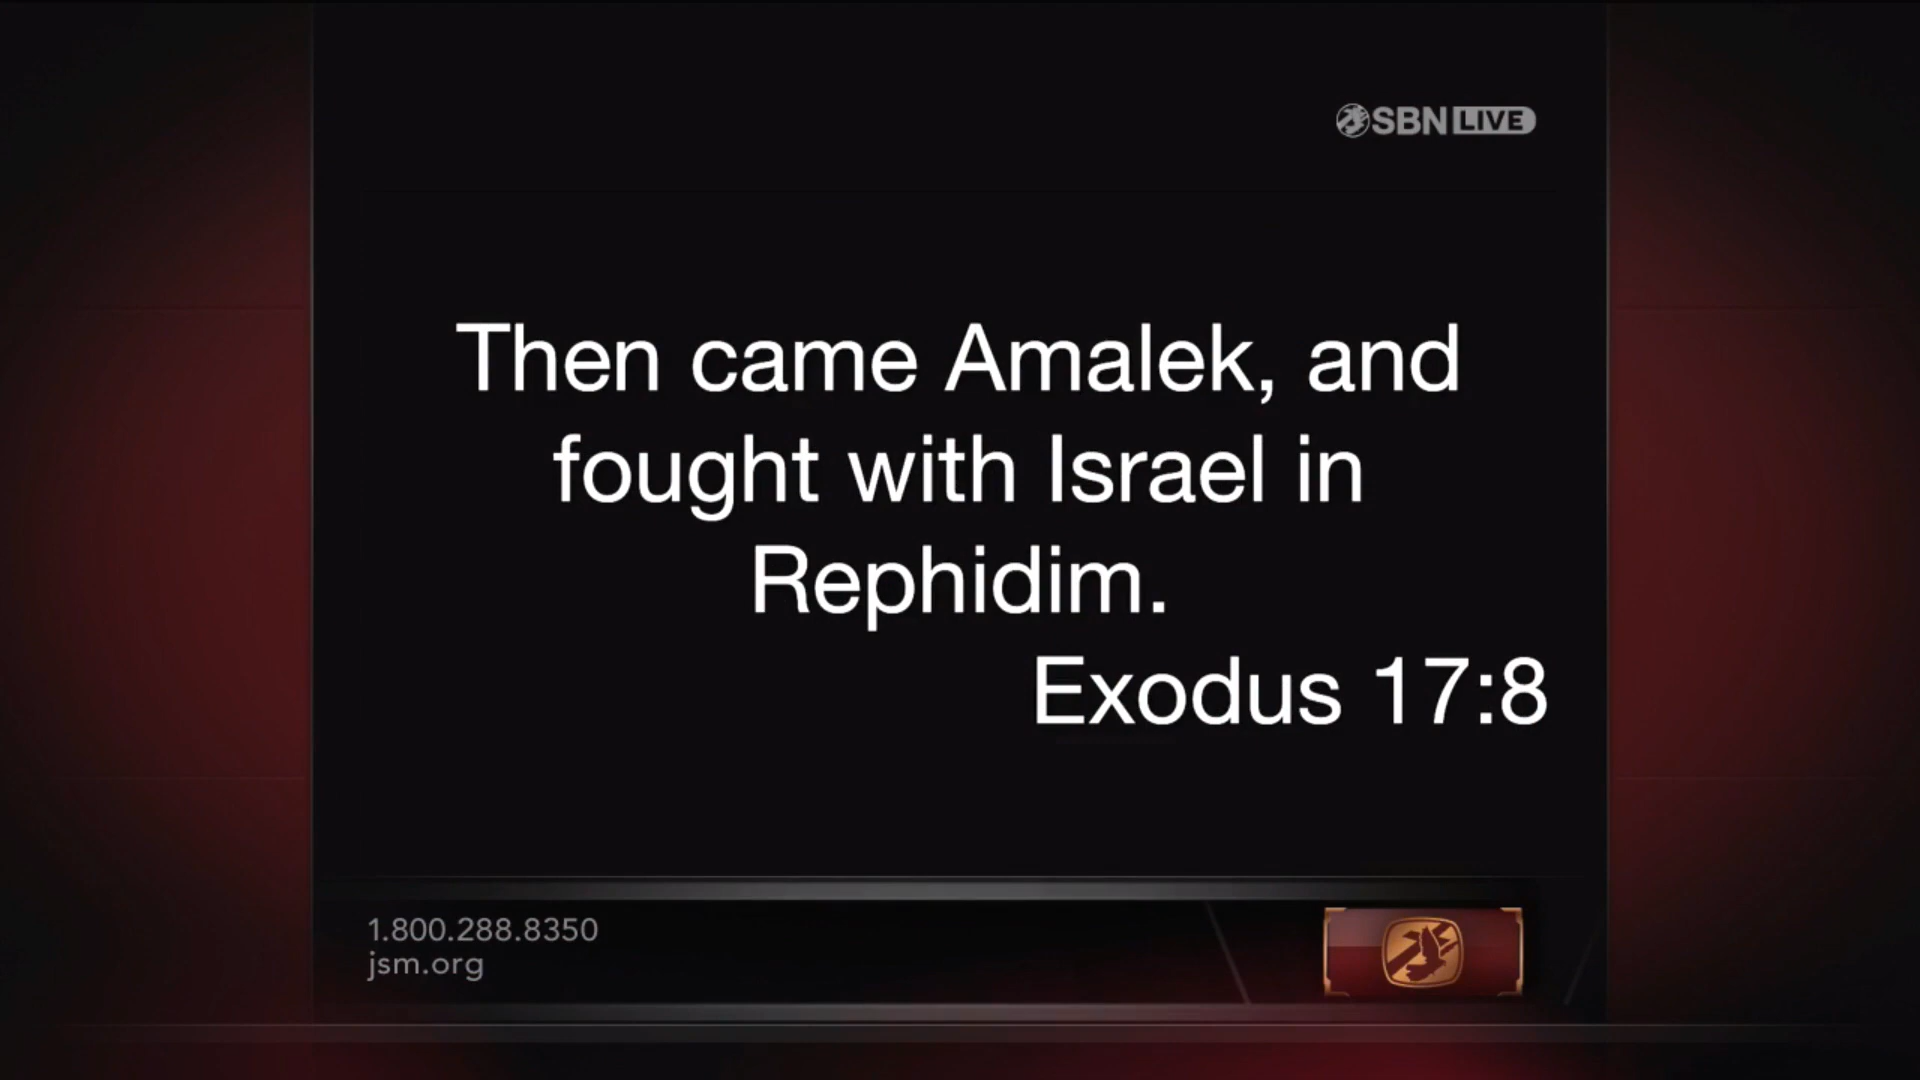 SBN LIVE
Then came Amalek, and
fought with Israel in
Rephidim.
Exodus 17:8
1.800.288.8350
jsm.org